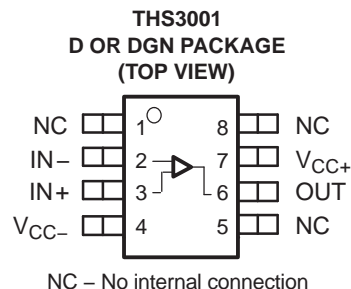 THS3001
D OR DGN PACKAGE
(TOP VIEW)
NC 1 8 NC
IN− 2 7 VCC+
IN+ 3 6 OUT
VCC− 4 5 NC
NC − No internal connection